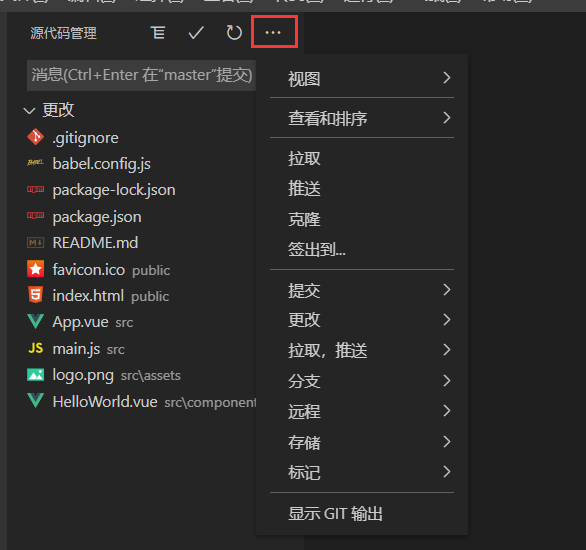 源代码管理
消息(Ctrl+Enter 在“master”提交)
更改
.gitignore
BABEL babel.config.js
package-lock.json
package.json
M README.md
favicon.ico public
index.html public
App.vue src
JS main.js src
logo.png src\assets
HelloWorld.vue src\component
视图
查看和排序
拉取
推送
克隆
签出到...
提交
更改
拉取，推送
分支
远程
存储
标记
显示 GIT 输出